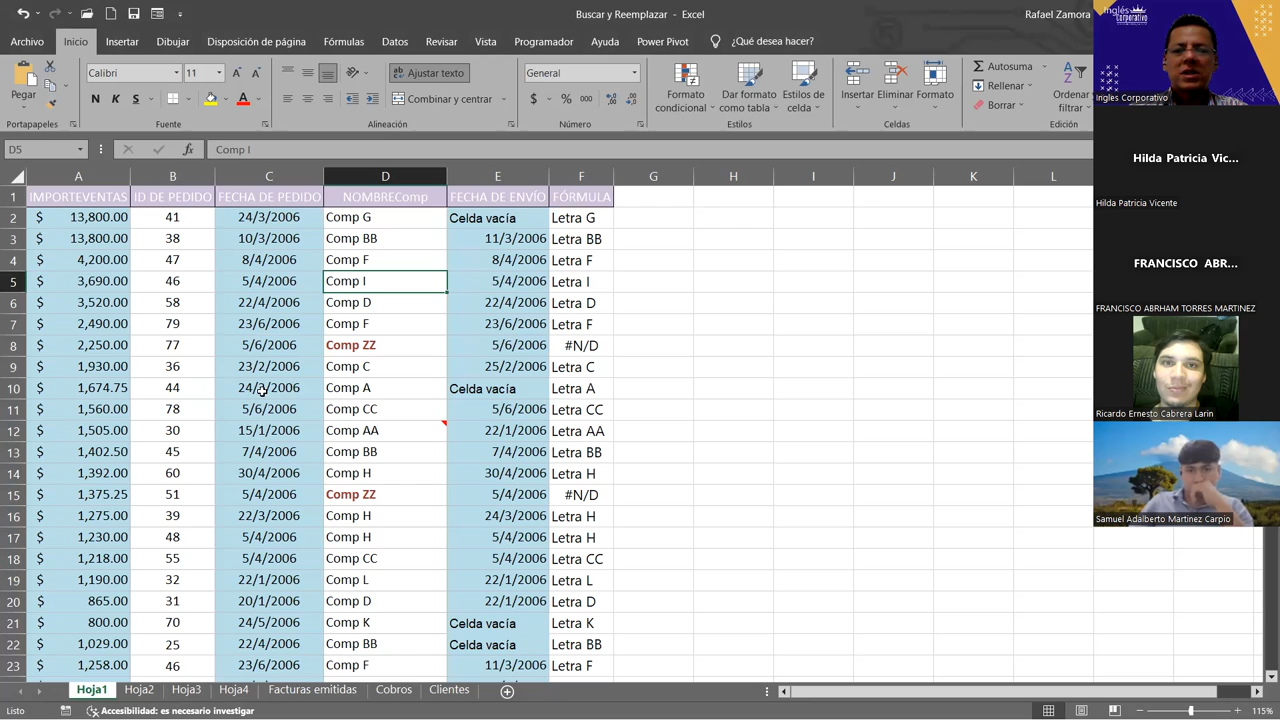 Buscar y Reemplazar - Excel
Rafael Zamora
Archivo Inicio Insertar Dibujar Disposición de página Fórmulas Datos Revisar Vista Programador Ayuda Power Pivot ¿Qué desea hacer?
Pegar
Calibri 11
N K S
Ajustar texto
Combinar y centrar
General
$ % 000
Formato condicional
Dar formato como tabla
Estilos de celda
Insertar Eliminar Formato
Autosuma
Rellenar
Borrar
Ordenar y filtrar
Portapapeles Fuente Alineación Número Estilos Celdas Edición
D5 fx Comp I
A B C D E F G H I J K L
1 IMPORTEVENTAS ID DE PEDIDO FECHA DE PEDIDO NOMBREComp FECHA DE ENVÍO FÓRMULA
2 $ 13,800.00 41 24/3/2006 Comp G Celda vacía Letra G
3 $ 13,800.00 38 10/3/2006 Comp BB 11/3/2006 Letra BB
4 $ 4,200.00 47 8/4/2006 Comp F 8/4/2006 Letra F
5 $ 3,690.00 46 5/4/2006 Comp I 5/4/2006 Letra I
6 $ 3,520.00 58 22/4/2006 Comp D 22/4/2006 Letra D
7 $ 2,490.00 79 23/6/2006 Comp F 23/6/2006 Letra F
8 $ 2,250.00 77 5/6/2006 Comp ZZ 5/6/2006 #N/D
9 $ 1,930.00 36 23/2/2006 Comp C 25/2/2006 Letra C
10 $ 1,674.75 44 24/3/2006 Comp A Celda vacía Letra A
11 $ 1,560.00 78 5/6/2006 Comp CC 5/6/2006 Letra CC
12 $ 1,505.00 30 15/1/2006 Comp AA 22/1/2006 Letra AA
13 $ 1,402.50 45 7/4/2006 Comp BB 7/4/2006 Letra BB
14 $ 1,392.00 60 30/4/2006 Comp H 30/4/2006 Letra H
15 $ 1,375.25 51 5/4/2006 Comp ZZ 5/4/2006 #N/D
16 $ 1,275.00 39 22/3/2006 Comp H 24/3/2006 Letra H
17 $ 1,230.00 48 5/4/2006 Comp H 5/4/2006 Letra H
18 $ 1,218.00 55 5/4/2006 Comp CC 5/4/2006 Letra CC
19 $ 1,190.00 32 22/1/2006 Comp L 22/1/2006 Letra L
20 $ 865.00 31 20/1/2006 Comp D 22/1/2006 Letra D
21 $ 800.00 70 24/5/2006 Comp K Celda vacía Letra K
22 $ 1,029.00 25 22/4/2006 Comp BB Celda vacía Letra BB
23 $ 1,258.00 46 23/6/2006 Comp F 11/3/2006 Letra F
Hoja1 Hoja2 Hoja3 Hoja4 Facturas emitidas Cobros Clientes
Listo Accesibilidad: es necesario investigar 115%
Inglés
Corporativo
Ingles Corporativo
Hilda Patricia Vic...
Hilda Patricia Vicente
FRANCISCO ABR...
FRANCISCO ABRHAM TORRES MARTINEZ
Ricardo Ernesto Cabrera Larin
Samuel Adalberto Martinez Carpio